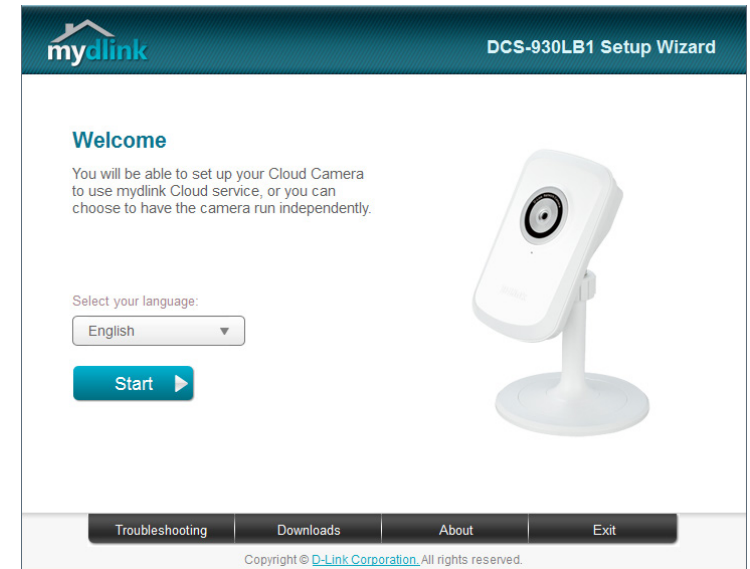 mydlink
DCS-930LB1 Setup Wizard
Welcome
You will be able to set up your Cloud Camera
to use mydlink Cloud service, or you can
choose to have the camera run independently.
Select your language:
English
Start
Troubleshooting
Downloads
About
Exit
Copyright © D-Link Corporation. All rights reserved.